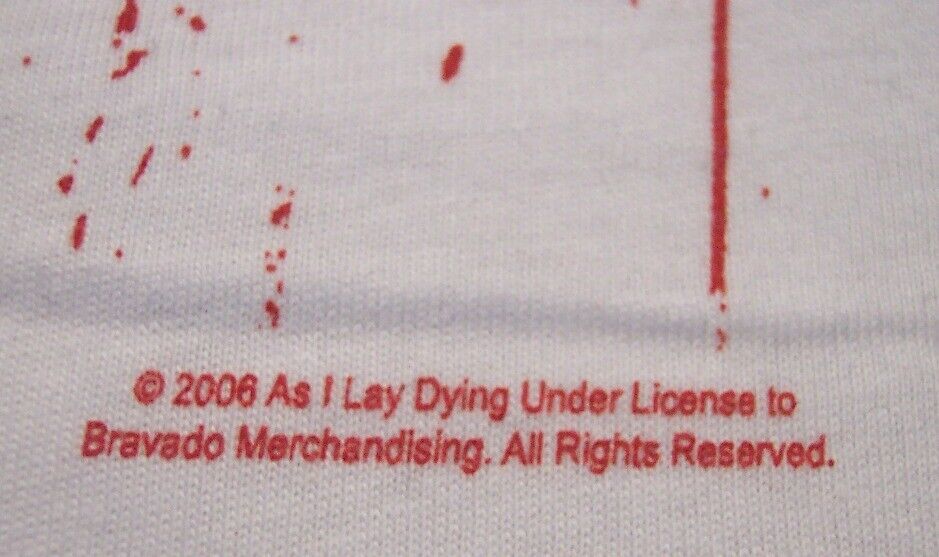 © 2006 As I Lay Dying Under License to
Bravado Merchandising. All Rights Reserved.